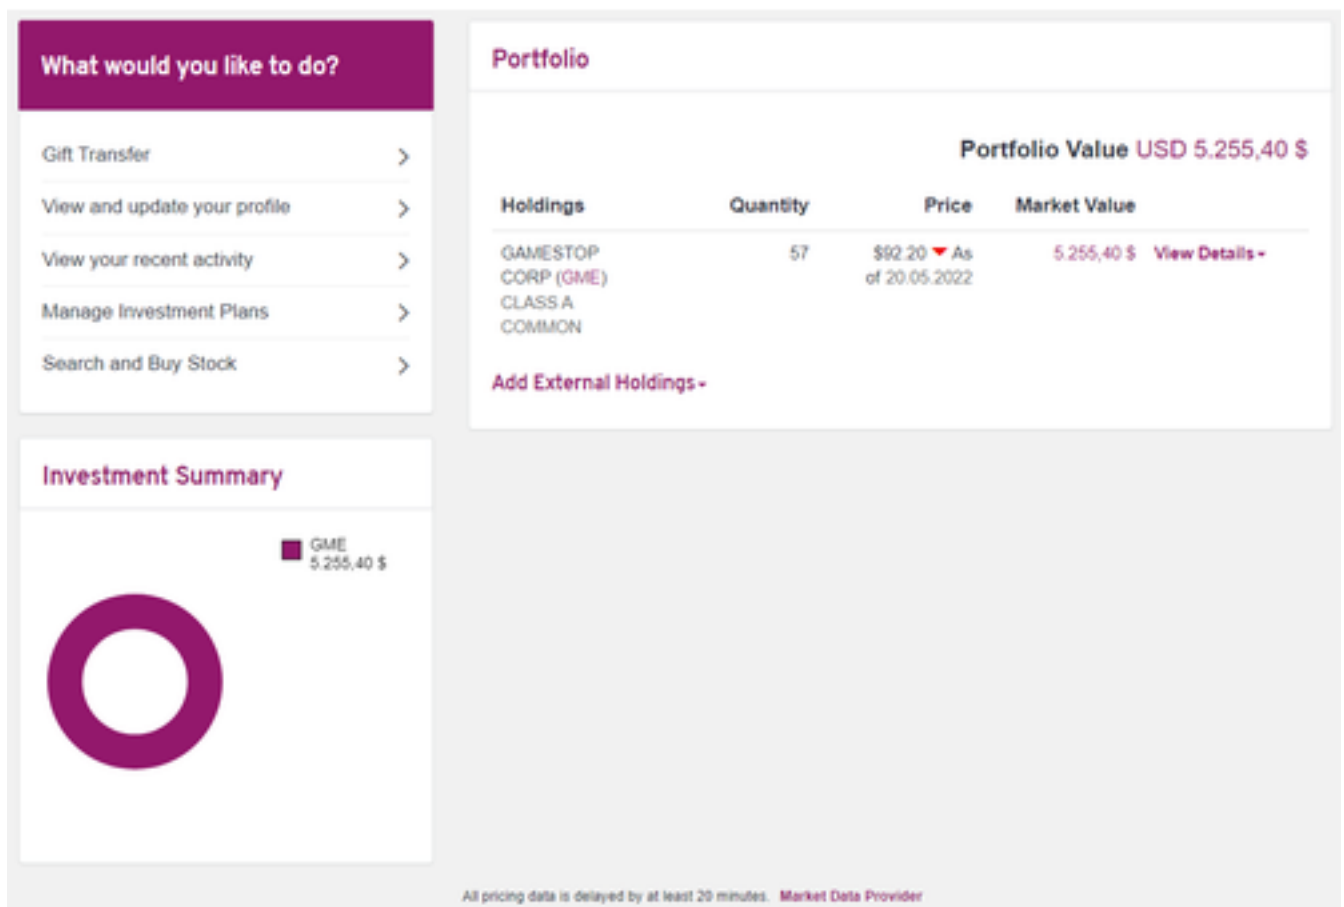 What would you like to do?
Gift Transfer
View and update your profile
View your recent activity
Manage Investment Plans
Search and Buy Stock
Portfolio
Portfolio Value USD 5.255,40 $
Holdings Quantity Price Market Value
GAMESTOP 57 $92.20 As 5.255,40 $ View Details
CORP (GME) of 20.05.2022
CLASS A
COMMON
Add External Holdings
Investment Summary
GME
5.255,40 $
All pricing data is delayed by at least 20 minutes. Market Data Provider